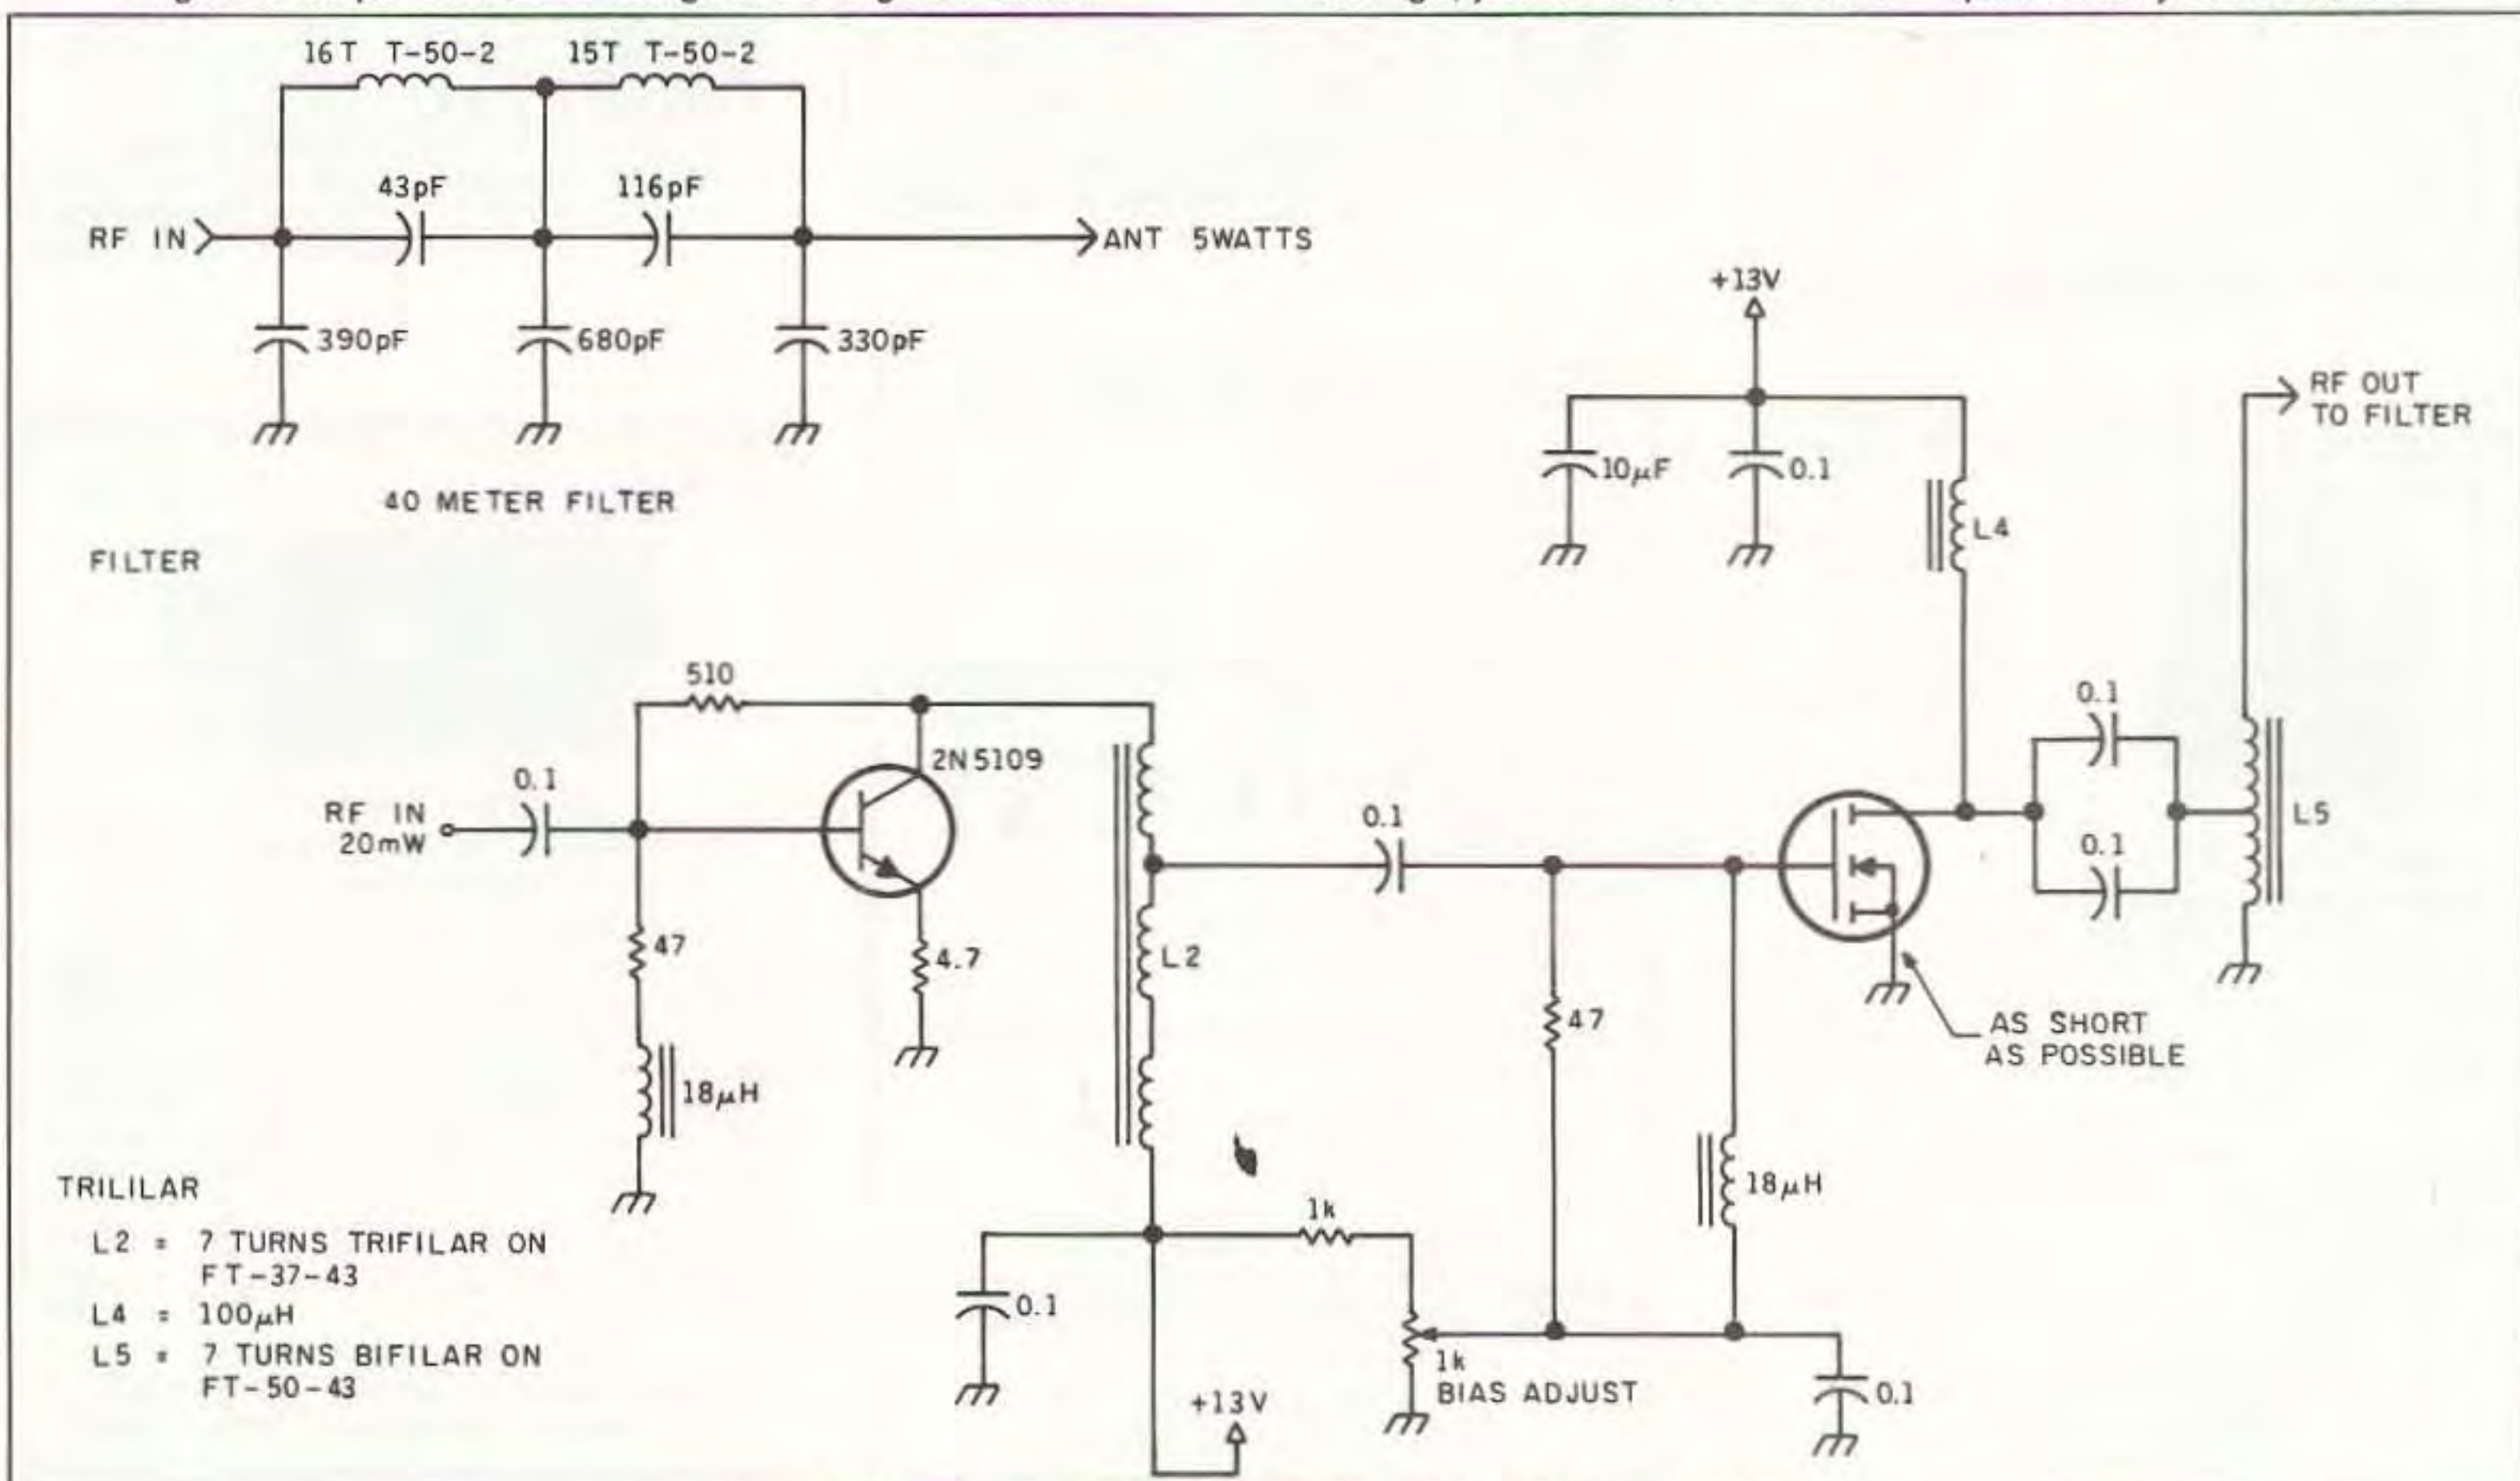 16T T-50-2
15T T-50-2
43pF
116pF
RF IN
ANT 5WATTS
390pF
680pF
330pF
40 METER FILTER
FILTER
+13V
10µF
0.1
L4
RF OUT
TO FILTER
510
2N5109
0.1
RF IN
20mW
47
4.7
18µH
L2
0.1
47
18µH
0.1
0.1
L5
AS SHORT
AS POSSIBLE
1k
0.1
1k
BIAS ADJUST
0.1
+13V
TRILILAR
L2 = 7 TURNS TRIFILAR ON
FT-37-43
L4 = 100µH
L5 = 7 TURNS BIFILAR ON
FT-50-43